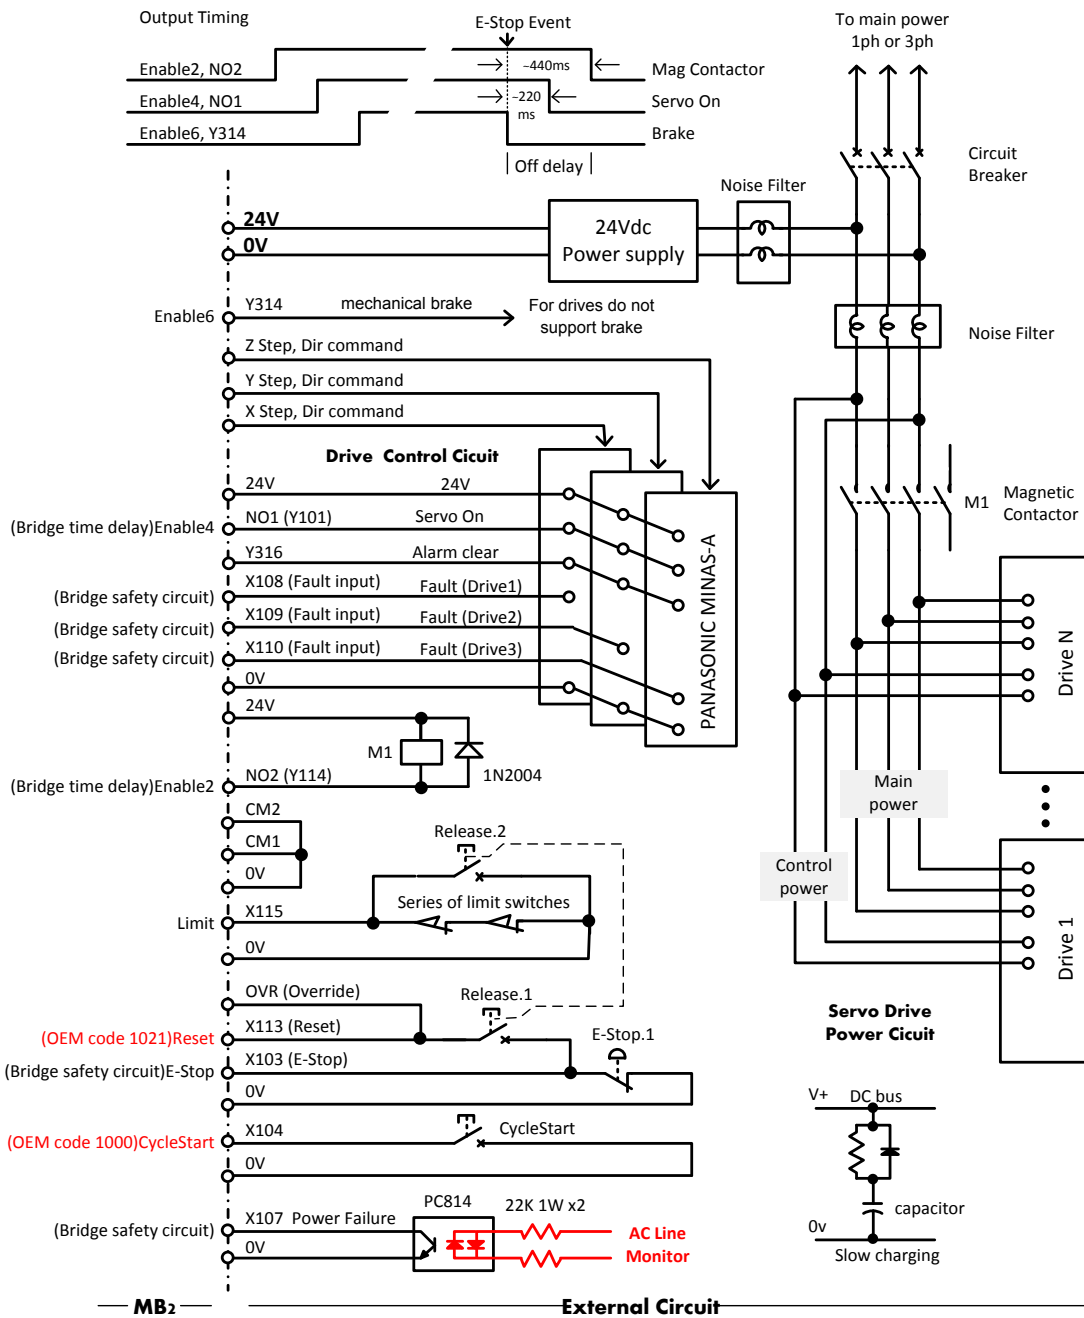 Output Timing
E-Stop Event
To main power
1ph or 3ph
Enable2, NO2
~440ms
Mag Contactor
Enable4, NO1
~220
ms
Servo On
Enable6, Y314
Brake
Off delay
Circuit
Breaker
Noise Filter
24V
0V
24Vdc
Power supply
Enable6
Y314
mechanical brake
For drives do not
support brake
Noise Filter
Z Step, Dir command
Y Step, Dir command
X Step, Dir command
Drive Control Cicuit
24V
24V
(Bridge time delay)Enable4
NO1 (Y101)
Servo On
Y316
Alarm clear
(Bridge safety circuit)
X108 (Fault input)
Fault (Drive1)
(Bridge safety circuit)
X109 (Fault input)
Fault (Drive2)
(Bridge safety circuit)
X110 (Fault input)
Fault (Drive3)
0V
PANASONIC MINAS-A
M1
Magnetic
Contactor
24V
M1
1N2004
(Bridge time delay)Enable2
NO2 (Y114)
Drive N
Main
power
CM2
CM1
0V
Release.2
Control
power
Limit
X115
Series of limit switches
0V
Drive 1
OVR (Override)
Release.1
(OEM code 1021)Reset
X113 (Reset)
E-Stop.1
(Bridge safety circuit)E-Stop
X103 (E-Stop)
0V
Servo Drive
Power Cicuit
(OEM code 1000)CycleStart
X104
CycleStart
0V
V+
DC bus
capacitor
0v
Slow charging
PC814
22K 1W x2
(Bridge safety circuit)
X107 Power Failure
0V
AC Line
Monitor
MB2
External Circuit